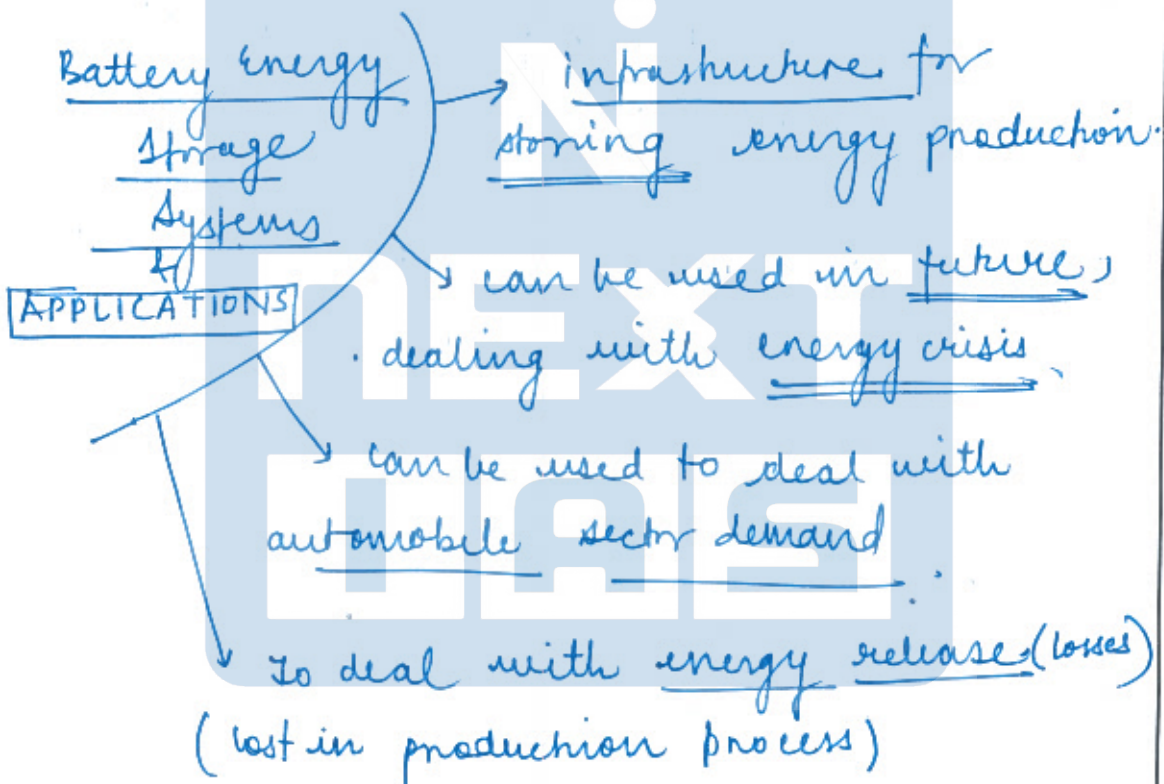 Battery Energy
Storage
Systems
&
APPLICATIONS
→ infrastructure for
storing energy production.
→ can be used in future,
. dealing with energy crisis
→ can be used to deal with
automobile sector demand
→ To deal with energy release (losses)
(lost in production process)
NEXT
IAS